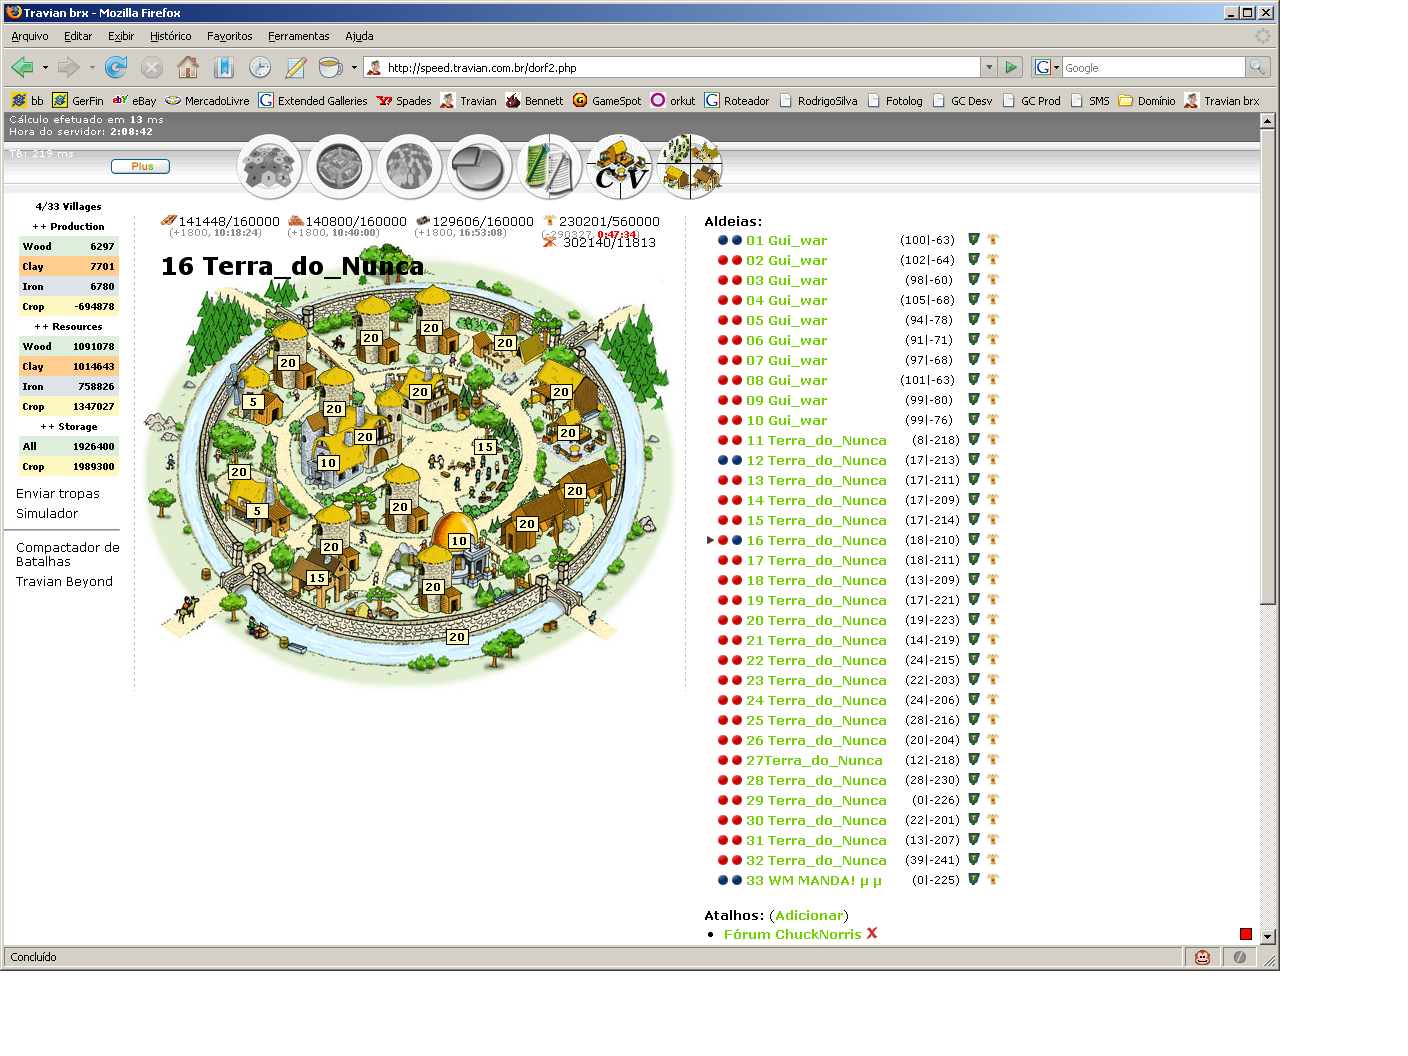 Travian brx - Mozilla Firefox
Arquivo Editar Exibir Histórico Favoritos Ferramentas Ajuda
http://speed.travian.com.br/dorf2.php G Google
bb GerFin eBay MercadoLivre Extended Galleries Spades Travian Bennett GameSpot orkut Roteador RodrigoSilva Fotolog GC Desv GC Prod SMS Domínio Travian brx
Cálculo efetuado em 13 ms
Hora do servidor: 2:08:42
TB: 219 ms
Plus
C V
4/33 Villages
++ Production
Wood 6297
Clay 7701
Iron 6780
Crop -694878
++ Resources
Wood 1091078
Clay 1014643
Iron 758826
Crop 1347027
++ Storage
All 1926400
Crop 1989300
Enviar tropas
Simulador
Compactador de
Batalhas
Travian Beyond
141448/160000 140800/160000 129606/160000 230201/560000
(+1800, 10:18:24) (+1800, 10:40:00) (+1800, 16:53:08) (-290327, 0:47:34)
302140/11813
16 Terra_do_Nunca
20
20
20
20
20
5
20
20
20
20
20
15
10
20
20
5
20
20
20
10
15
20
20
Aldeias:
01 Gui_war (100|-63)
02 Gui_war (102|-64)
03 Gui_war (98|-60)
04 Gui_war (105|-68)
05 Gui_war (94|-78)
06 Gui_war (91|-71)
07 Gui_war (97|-68)
08 Gui_war (101|-63)
09 Gui_war (99|-80)
10 Gui_war (99|-76)
11 Terra_do_Nunca (8|-218)
12 Terra_do_Nunca (17|-213)
13 Terra_do_Nunca (17|-211)
14 Terra_do_Nunca (17|-209)
15 Terra_do_Nunca (17|-214)
16 Terra_do_Nunca (18|-210)
17 Terra_do_Nunca (18|-211)
18 Terra_do_Nunca (13|-209)
19 Terra_do_Nunca (17|-221)
20 Terra_do_Nunca (19|-223)
21 Terra_do_Nunca (14|-219)
22 Terra_do_Nunca (24|-215)
23 Terra_do_Nunca (22|-203)
24 Terra_do_Nunca (24|-206)
25 Terra_do_Nunca (28|-216)
26 Terra_do_Nunca (20|-204)
27Terra_do_Nunca (12|-218)
28 Terra_do_Nunca (28|-230)
29 Terra_do_Nunca (0|-226)
30 Terra_do_Nunca (22|-201)
31 Terra_do_Nunca (13|-207)
32 Terra_do_Nunca (39|-241)
33 WM MANDA! µ µ (0|-225)
Atalhos: (Adicionar)
Fórum ChuckNorris
Concluído